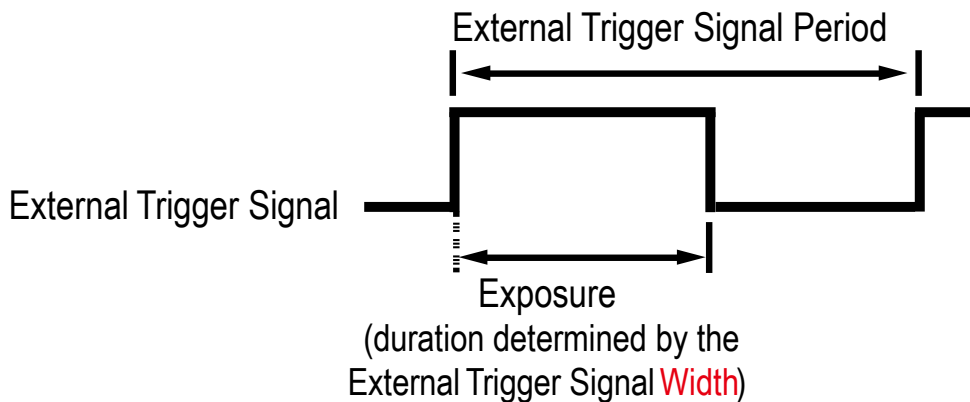 External Trigger Signal Period
External Trigger Signal
Exposure
(duration determined by the
External Trigger Signal Width)